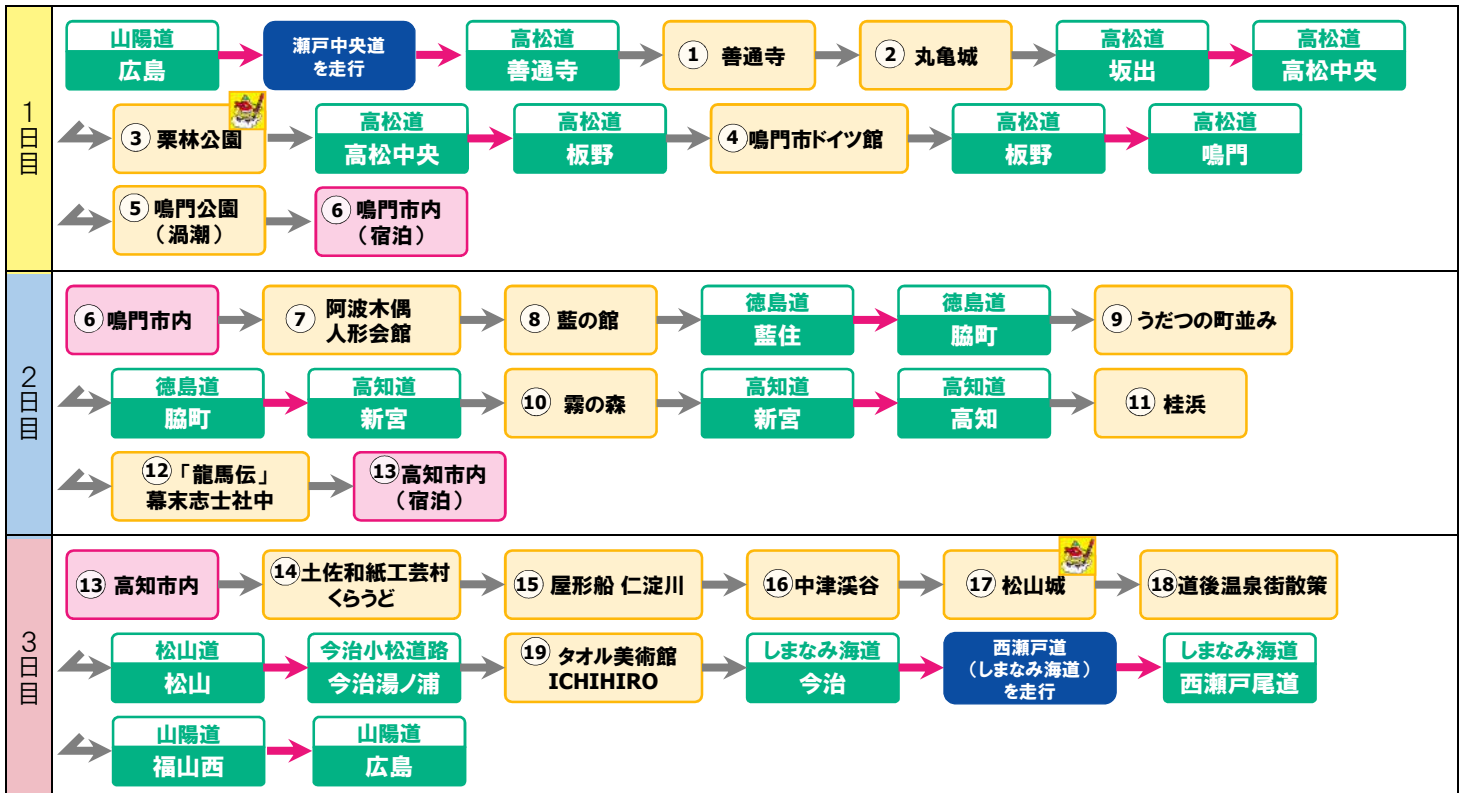 1日目
山陽道
広島
瀬戸中央道
を走行
高松道
善通寺
① 善通寺
② 丸亀城
高松道
坂出
高松道
高松中央
③ 栗林公園
高松道
高松中央
高松道
板野
④ 鳴門市ドイツ館
高松道
板野
高松道
鳴門
⑤ 鳴門公園
（渦潮）
⑥ 鳴門市内
（宿泊）
2日目
⑥ 鳴門市内
⑦ 阿波木偶
人形会館
⑧ 藍の館
徳島道
藍住
徳島道
脇町
⑨ うだつの町並み
徳島道
脇町
高知道
新宮
⑩ 霧の森
高知道
新宮
高知道
高知
⑪ 桂浜
⑫ 「龍馬伝」
幕末志士社中
⑬ 高知市内
（宿泊）
3日目
⑬ 高知市内
⑭ 土佐和紙工芸村
くらうど
⑮ 屋形船 仁淀川
⑯ 中津渓谷
⑰ 松山城
⑱ 道後温泉街散策
松山道
松山
今治小松道路
今治湯ノ浦
⑲ タオル美術館
ICHIHIRO
しまなみ海道
今治
西瀬戸道
（しまなみ海道）
を走行
しまなみ海道
西瀬戸尾道
山陽道
福山西
山陽道
広島